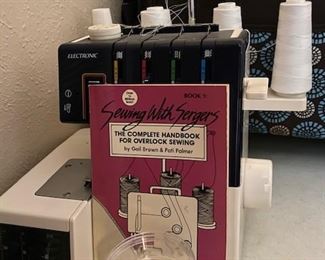 ELECTRONIC
BOOK 1:
Sewing With Sergers
THE COMPLETE HANDBOOK
FOR OVERLOCK SEWING
by Gail Brown & Pati Palmer